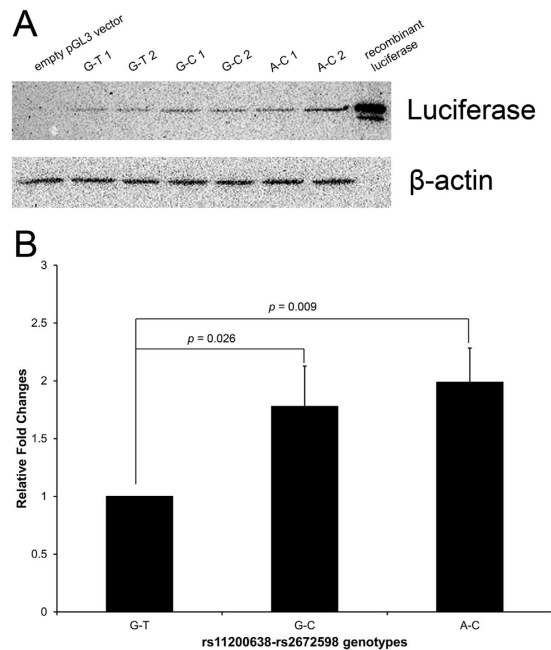 A
empty pGL3 vector
G-T 1
G-T 2
G-C 1
G-C 2
A-C 1
A-C 2
recombinant
luciferase
Luciferase
β-actin
B
3
2.5
2
1.5
1
0.5
0
Relative Fold Changes
p = 0.009
p = 0.026
G-T
G-C
A-C
rs11200638-rs2672598 genotypes